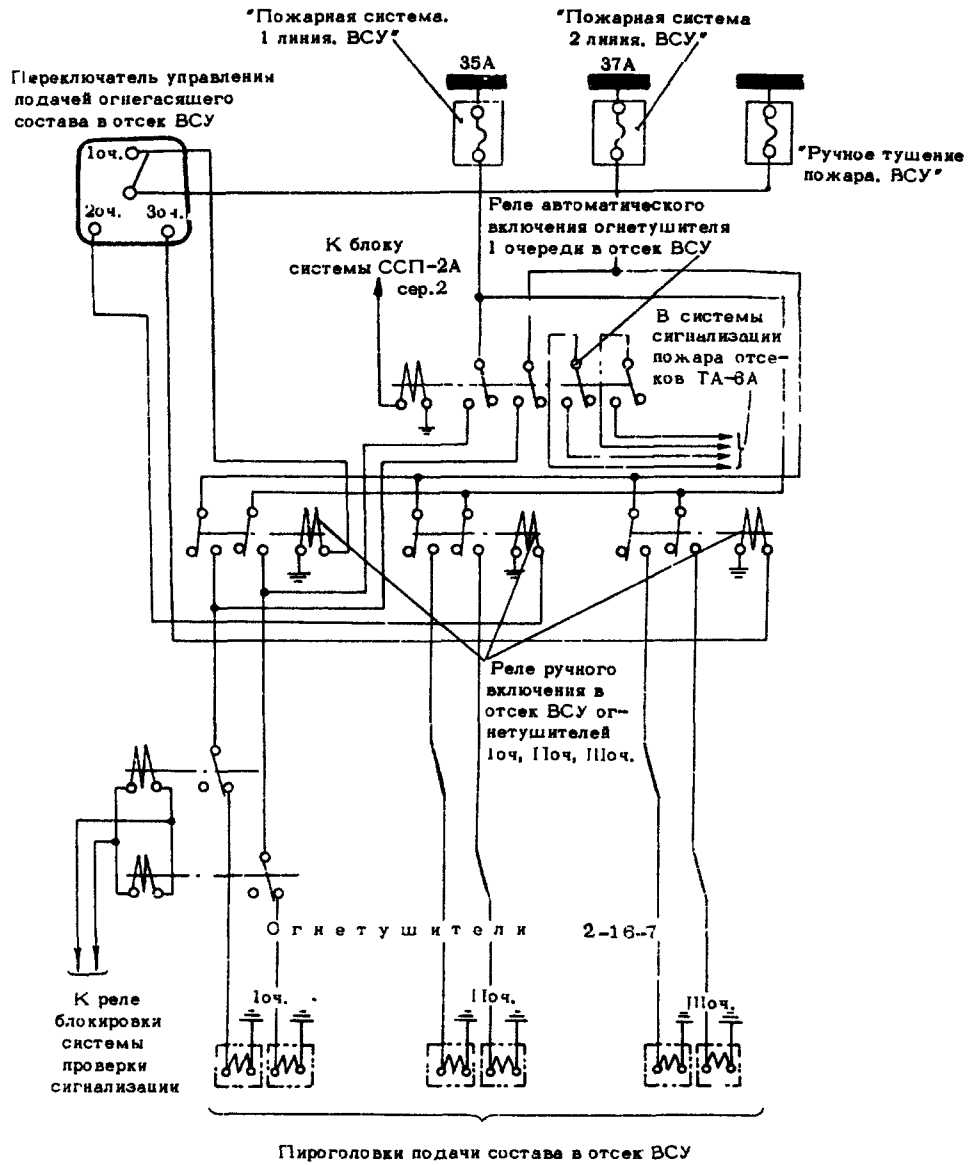 "Пожарная система.
1 линия. ВСУ"
"Пожарная система
2 линия. ВСУ"
35А
37А
Переключатель управления
подачей огнегасящего
состава в отсек ВСУ
1оч.
2оч.
3оч.
"Ручное тушение
пожара. ВСУ"
Реле автоматического
включения огнетушителя
1 очереди в отсек ВСУ
К блоку
системы ССП-2А
сер.2
В системы
сигнализации
пожара отсе-
ков ТА-6А
Реле ручного
включения в
отсек ВСУ ог-
нетушителей
Iоч, IIоч, IIIоч.
Огнетушители 2-16-7
К реле
блокировки
системы
проверки
сигнализации
Iоч.
IIоч.
IIIоч.
Пироголовки подачи состава в отсек ВСУ